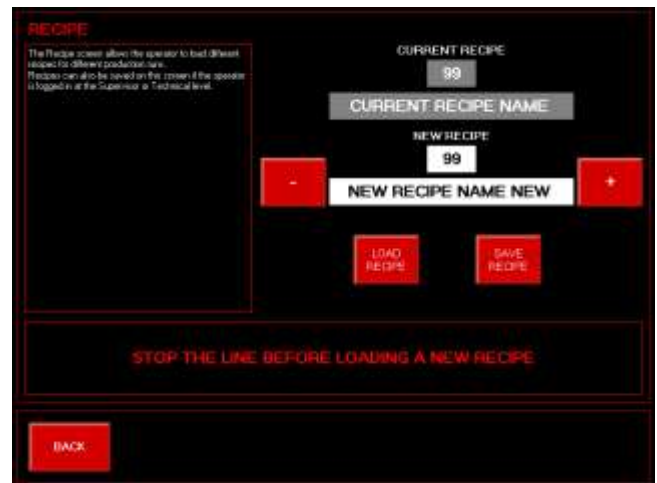 RECIPE
The Recipe screen allows the operator to load different
recipes for different production runs.
Recipes can also be saved on this screen if the operator
is logged in at the Supervisor or Technical level.
CURRENT RECIPE
99
CURRENT RECIPE NAME
NEW RECIPE
99
-
NEW RECIPE NAME NEW
+
LOAD
RECIPE
SAVE
RECIPE
STOP THE LINE BEFORE LOADING A NEW RECIPE
BACK